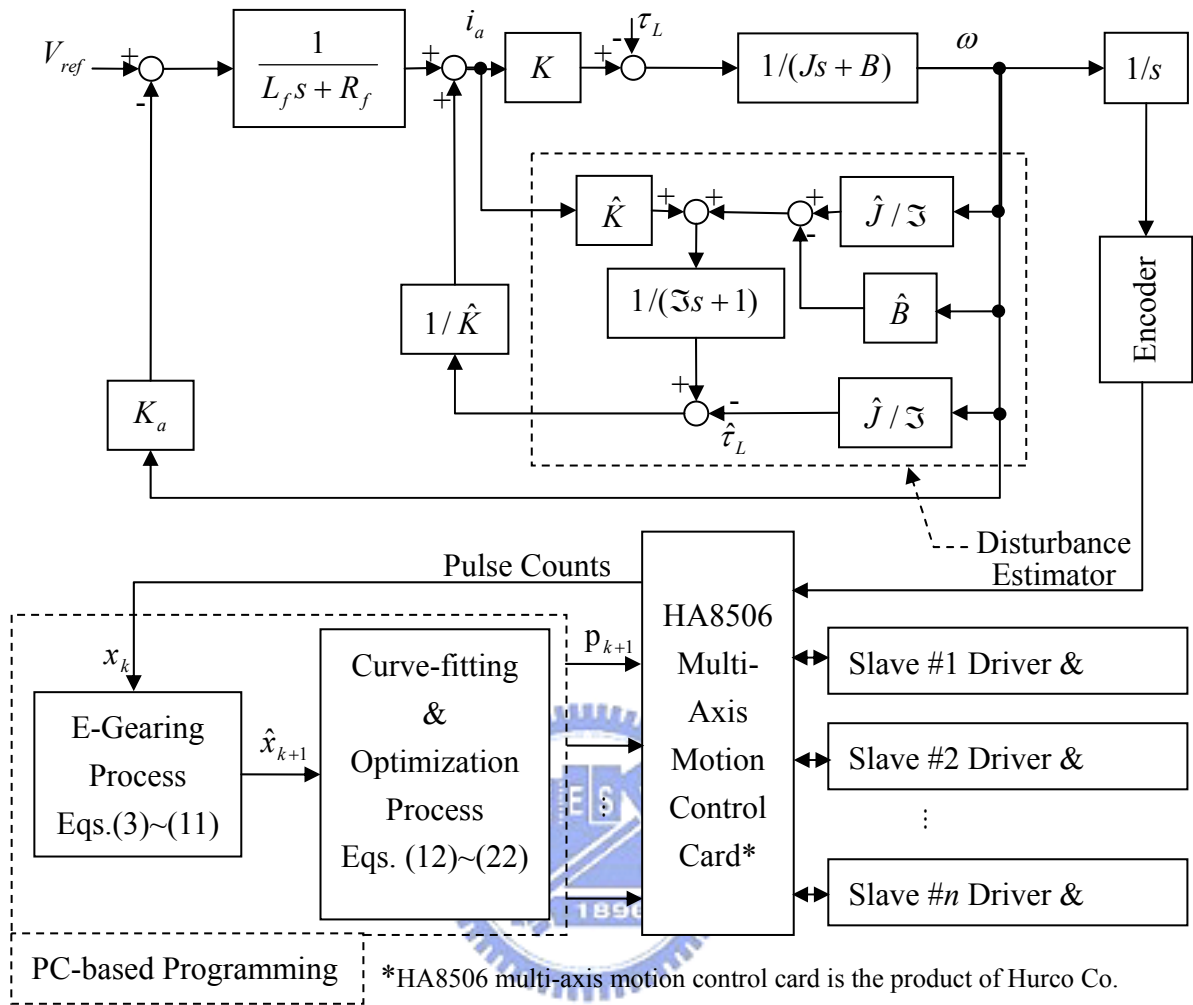 V_ref
+
-
1 / (L_f s + R_f)
+
+
i_a
K
+
-
τ_L
1/(Js + B)
ω
1/s
K̂
+
+
+
-
Ĵ / ℑ
1/(ℑs + 1)
B̂
Encoder
1/ K̂
K_a
+
-
τ̂_L
Ĵ / ℑ
Disturbance
Estimator
Pulse Counts
x_k
E-Gearing
Process
Eqs.(3)~(11)
x̂_{k+1}
Curve-fitting
&
Optimization
Process
Eqs. (12)~(22)
p_{k+1}
⋮
HA8506
Multi-
Axis
Motion
Control
Card*
Slave #1 Driver &
Slave #2 Driver &
⋮
Slave #n Driver &
ES
1896
PC-based Programming
*HA8506 multi-axis motion control card is the product of Hurco Co.